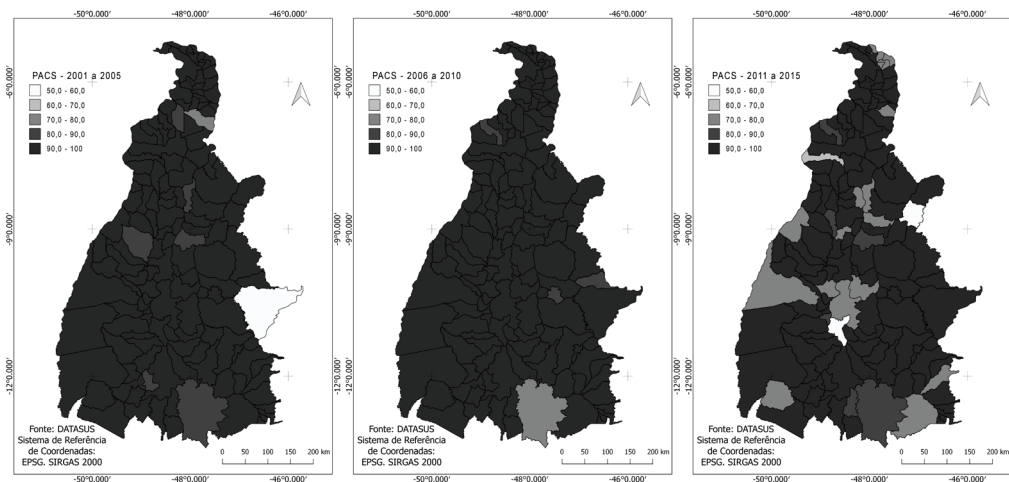 -50°0.000' -48°0.000' -46°0.000'
-6°0.000'
-9°0.000'
-12°0.000'
PACS - 2001 a 2005
50,0 - 60,0
60,0 - 70,0
70,0 - 80,0
80,0 - 90,0
90,0 - 100
Fonte: DATASUS
Sistema de Referência
de Coordenadas:
EPSG. SIRGAS 2000
0 50 100 150 200 km
-50°0.000' -48°0.000' -46°0.000'
-50°0.000' -48°0.000' -46°0.000'
PACS - 2006 a 2010
50,0 - 60,0
60,0 - 70,0
70,0 - 80,0
80,0 - 90,0
90,0 - 100
Fonte: DATASUS
Sistema de Referência
de Coordenadas:
EPSG. SIRGAS 2000
0 50 100 150 200 km
-50°0.000' -48°0.000' -46°0.000'
-50°0.000' -48°0.000' -46°0.000'
PACS - 2011 a 2015
50,0 - 60,0
60,0 - 70,0
70,0 - 80,0
80,0 - 90,0
90,0 - 100
-6°0.000'
-9°0.000'
-12°0.000'
Fonte: DATASUS
Sistema de Referência
de Coordenadas:
EPSG. SIRGAS 2000
0 50 100 150 200 km
-50°0.000' -48°0.000' -46°0.000'